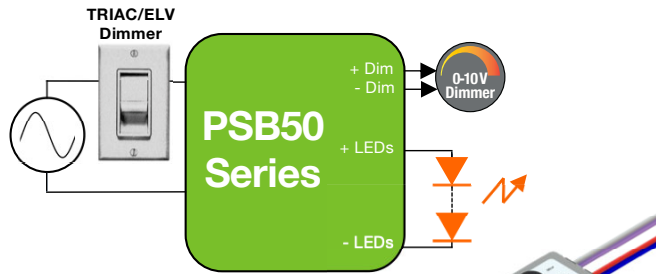 TRIAC/ELV
Dimmer
PSB50
Series
+ Dim
- Dim
0-10V
Dimmer
+ LEDs
- LEDs